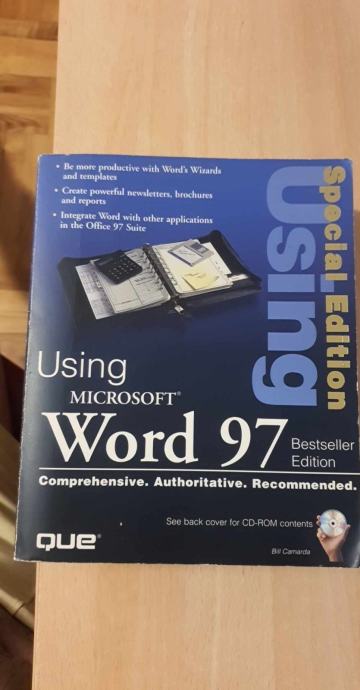 • Be more productive with Word's Wizards
and templates
• Create powerful newsletters, brochures
and reports
• Integrate Word with other applications
in the Office 97 Suite
Special Edition
Using
Using
MICROSOFT®
Word 97
Bestseller
Edition
Comprehensive. Authoritative. Recommended.
See back cover for CD-ROM contents
que®
Bill Camarda